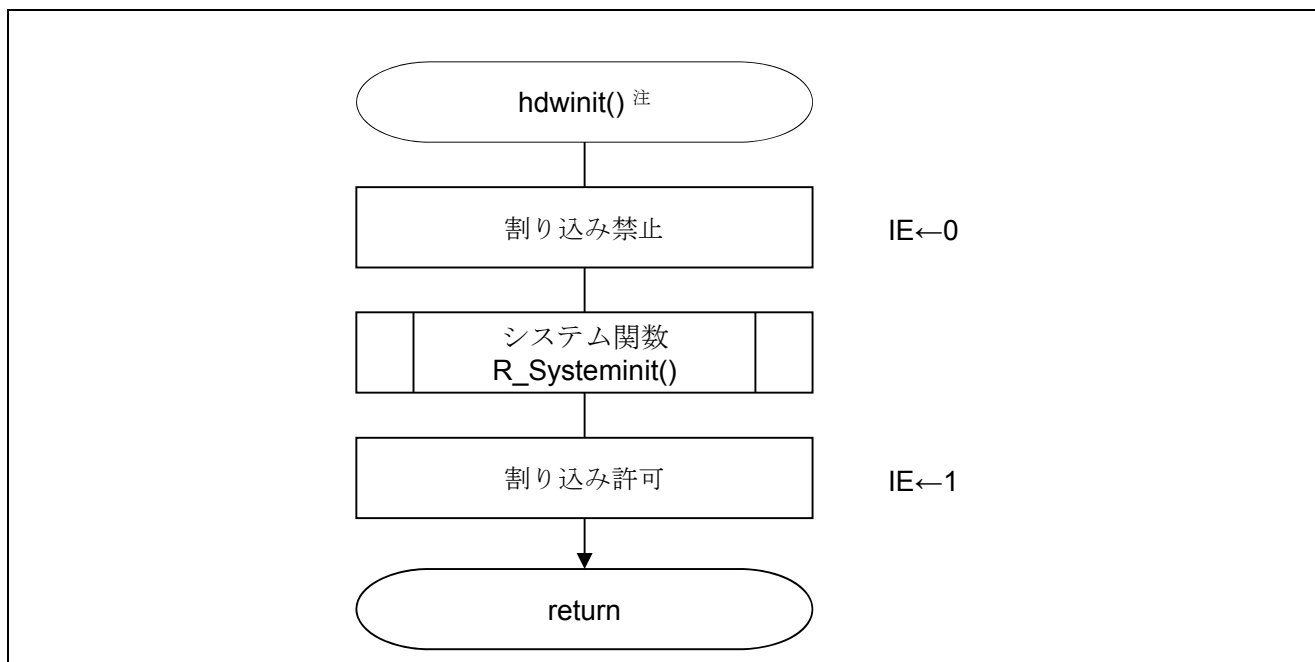 hdwinit() 注
割り込み禁止
IE←0
システム関数
R_Systeminit()
割り込み許可
IE←1
return